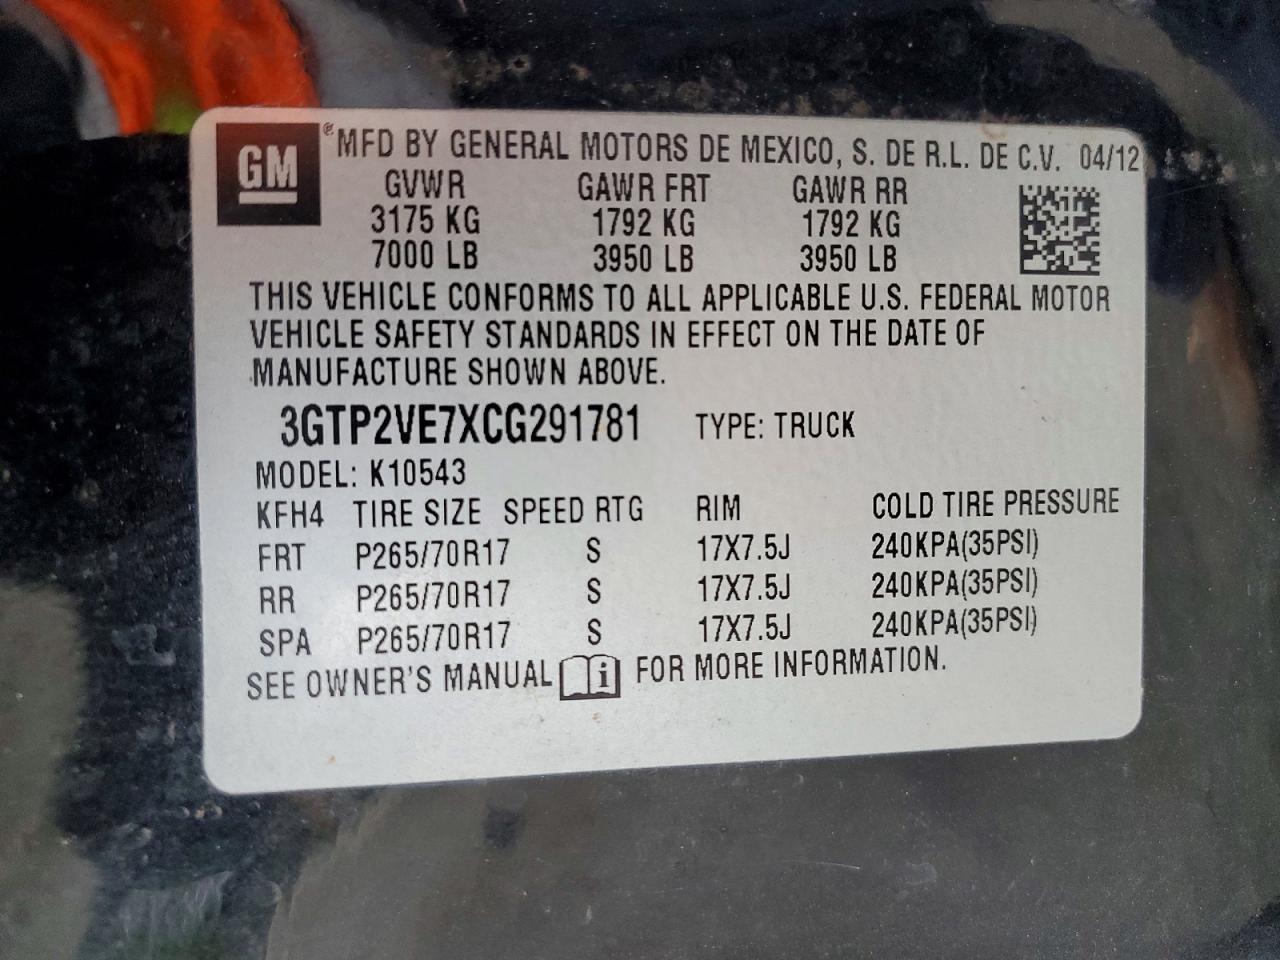 GM
® MFD BY GENERAL MOTORS DE MEXICO, S. DE R.L. DE C.V. 04/12
GVWR GAWR FRT GAWR RR
3175 KG 1792 KG 1792 KG
7000 LB 3950 LB 3950 LB
THIS VEHICLE CONFORMS TO ALL APPLICABLE U.S. FEDERAL MOTOR
VEHICLE SAFETY STANDARDS IN EFFECT ON THE DATE OF
MANUFACTURE SHOWN ABOVE.
3GTP2VE7XCG291781 TYPE: TRUCK
MODEL: K10543
KFH4 TIRE SIZE SPEED RTG RIM COLD TIRE PRESSURE
FRT P265/70R17 S 17X7.5J 240KPA(35PSI)
RR P265/70R17 S 17X7.5J 240KPA(35PSI)
SPA P265/70R17 S 17X7.5J 240KPA(35PSI)
SEE OWNER'S MANUAL i FOR MORE INFORMATION.